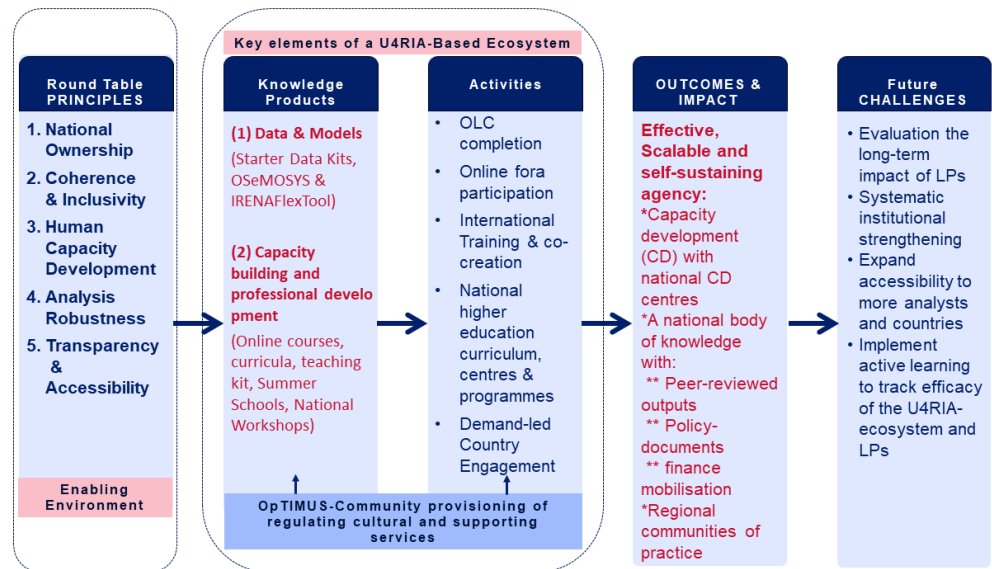 Key elements of a U4RIA-Based Ecosystem
Round Table
PRINCIPLES
1. National
Ownership
2. Coherence
& Inclusivity
3. Human
Capacity
Development
4. Analysis
Robustness
5. Transparency
&
Accessibility
Enabling
Environment
Knowledge
Products
(1) Data & Models
(Starter Data Kits,
OSeMOSYS &
IRENAFlexTool)
(2) Capacity
building and
professional develo
pment
(Online courses,
curricula, teaching
kit, Summer
Schools, National
Workshops)
Activities
• OLC
completion
• Online fora
participation
• International
Training & co-
creation
• National
higher
education
curriculum,
centres &
programmes
• Demand-led
Country
Engagement
OpTIMUS-Community provisioning of
regulating cultural and supporting
services
OUTCOMES &
IMPACT
Effective,
Scalable and
self-sustaining
agency:
*Capacity
development
(CD) with
national CD
centres
*A national body
of knowledge
with:
** Peer-reviewed
outputs
** Policy-
documents
** finance
mobilisation
*Regional
communities of
practice
Future
CHALLENGES
• Evaluation the
long-term
impact of LPs
• Systematic
institutional
strengthening
• Expand
accessibility to
more analysts
and countries
• Implement
active learning
to track efficacy
of the U4RIA-
ecosystem and
LPs